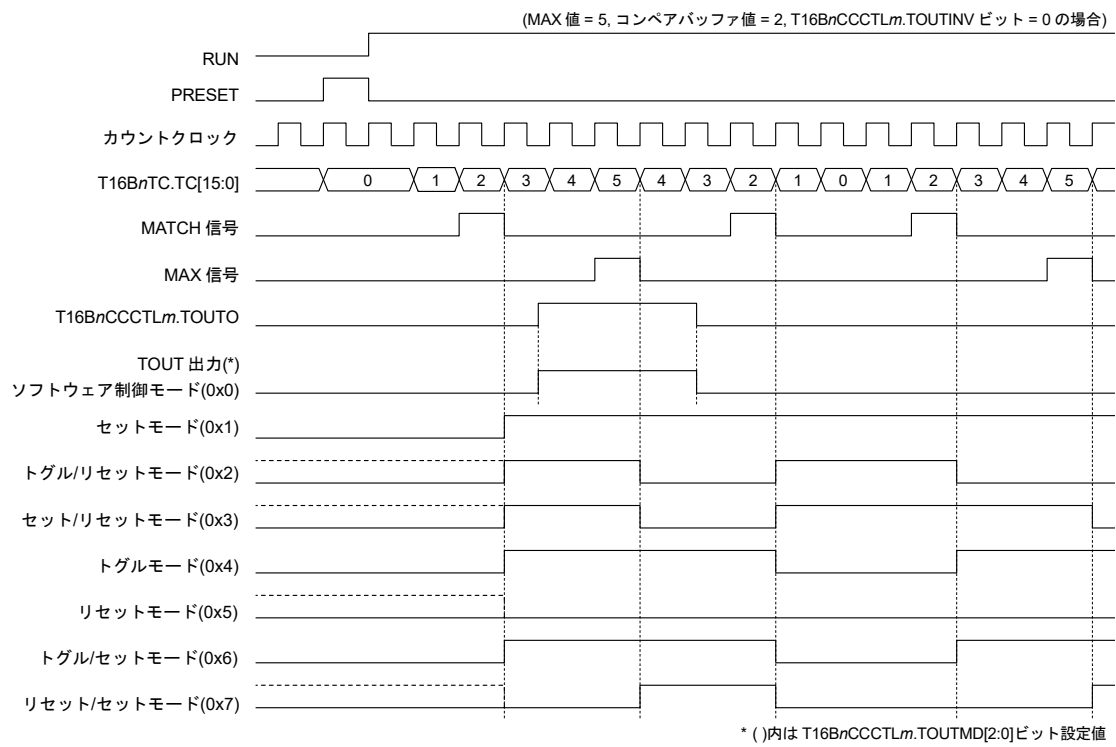 (MAX 値 = 5, コンペアバッファ値 = 2, T16BnCCCTLm.TOUTINV ビット = 0 の場合)
RUN
PRESET
カウントクロック
T16BnTC.TC[15:0] 0 1 2 3 4 5 4 3 2 1 0 1 2 3 4 5
MATCH 信号
MAX 信号
T16BnCCCTLm.TOUTO
TOUT 出力(*)
ソフトウェア制御モード(0x0)
セットモード(0x1)
トグル/リセットモード(0x2)
セット/リセットモード(0x3)
トグルモード(0x4)
リセットモード(0x5)
トグル/セットモード(0x6)
リセット/セットモード(0x7)
* ( )内は T16BnCCCTLm.TOUTMD[2:0]ビット設定値